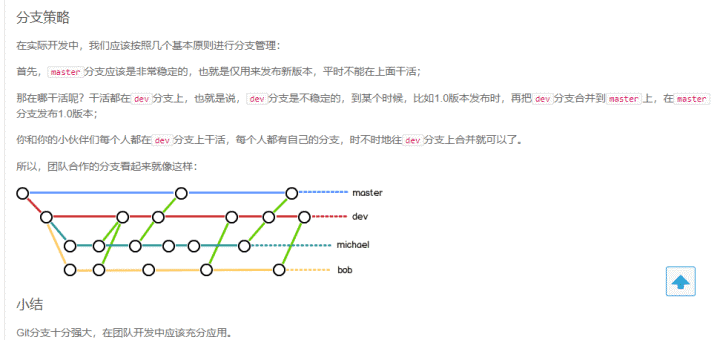 分支策略
在实际开发中，我们应该按照几个基本原则进行分支管理：
首先，master分支应该是非常稳定的，也就是仅用来发布新版本，平时不能在上面干活；
那在哪干活呢？干活都在dev分支上，也就是说，dev分支是不稳定的，到某个时候，比如1.0版本发布时，再把dev分支合并到master上，在master
分支发布1.0版本；
你和你的小伙伴们每个人都在dev分支上干活，每个人都有自己的分支，时不时地往dev分支上合并就可以了。
所以，团队合作的分支看起来就像这样：
master
dev
michael
bob
小结
Git分支十分强大，在团队开发中应该充分应用。